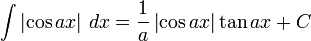 ∫ |cos ax| dx = 1/a |cos ax| tan ax + C